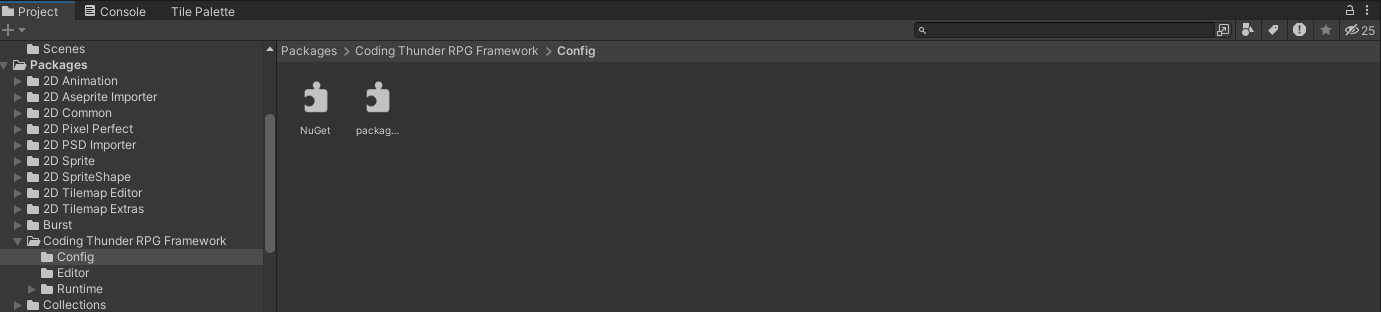 Project
Console
Tile Palette
25
Scenes
Packages
2D Animation
2D Aseprite Importer
2D Common
2D Pixel Perfect
2D PSD Importer
2D Sprite
2D SpriteShape
2D Tilemap Editor
2D Tilemap Extras
Burst
Coding Thunder RPG Framework
Config
Editor
Runtime
Collections
Packages > Coding Thunder RPG Framework > Config
NuGet
packag...